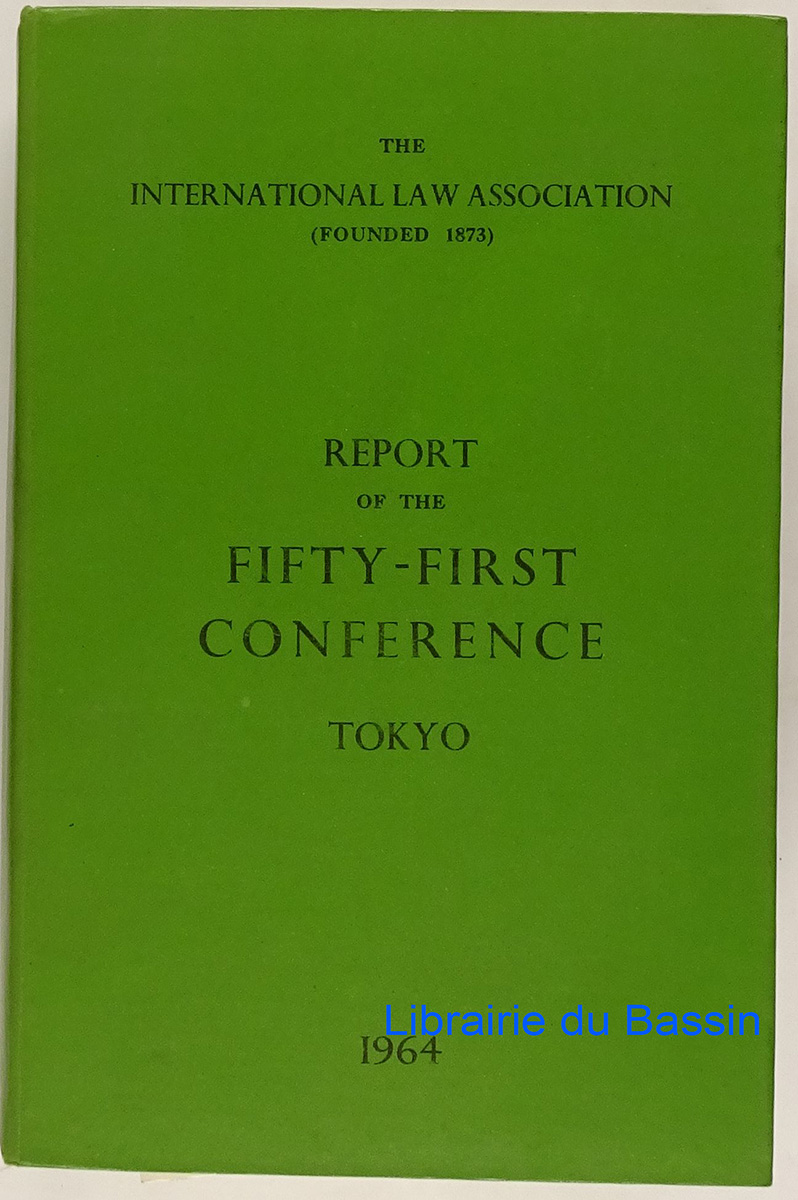 THE
INTERNATIONAL LAW ASSOCIATION
(FOUNDED 1873)
REPORT
OF THE
FIFTY-FIRST
CONFERENCE
TOKYO
Librairie du Bassin
1964